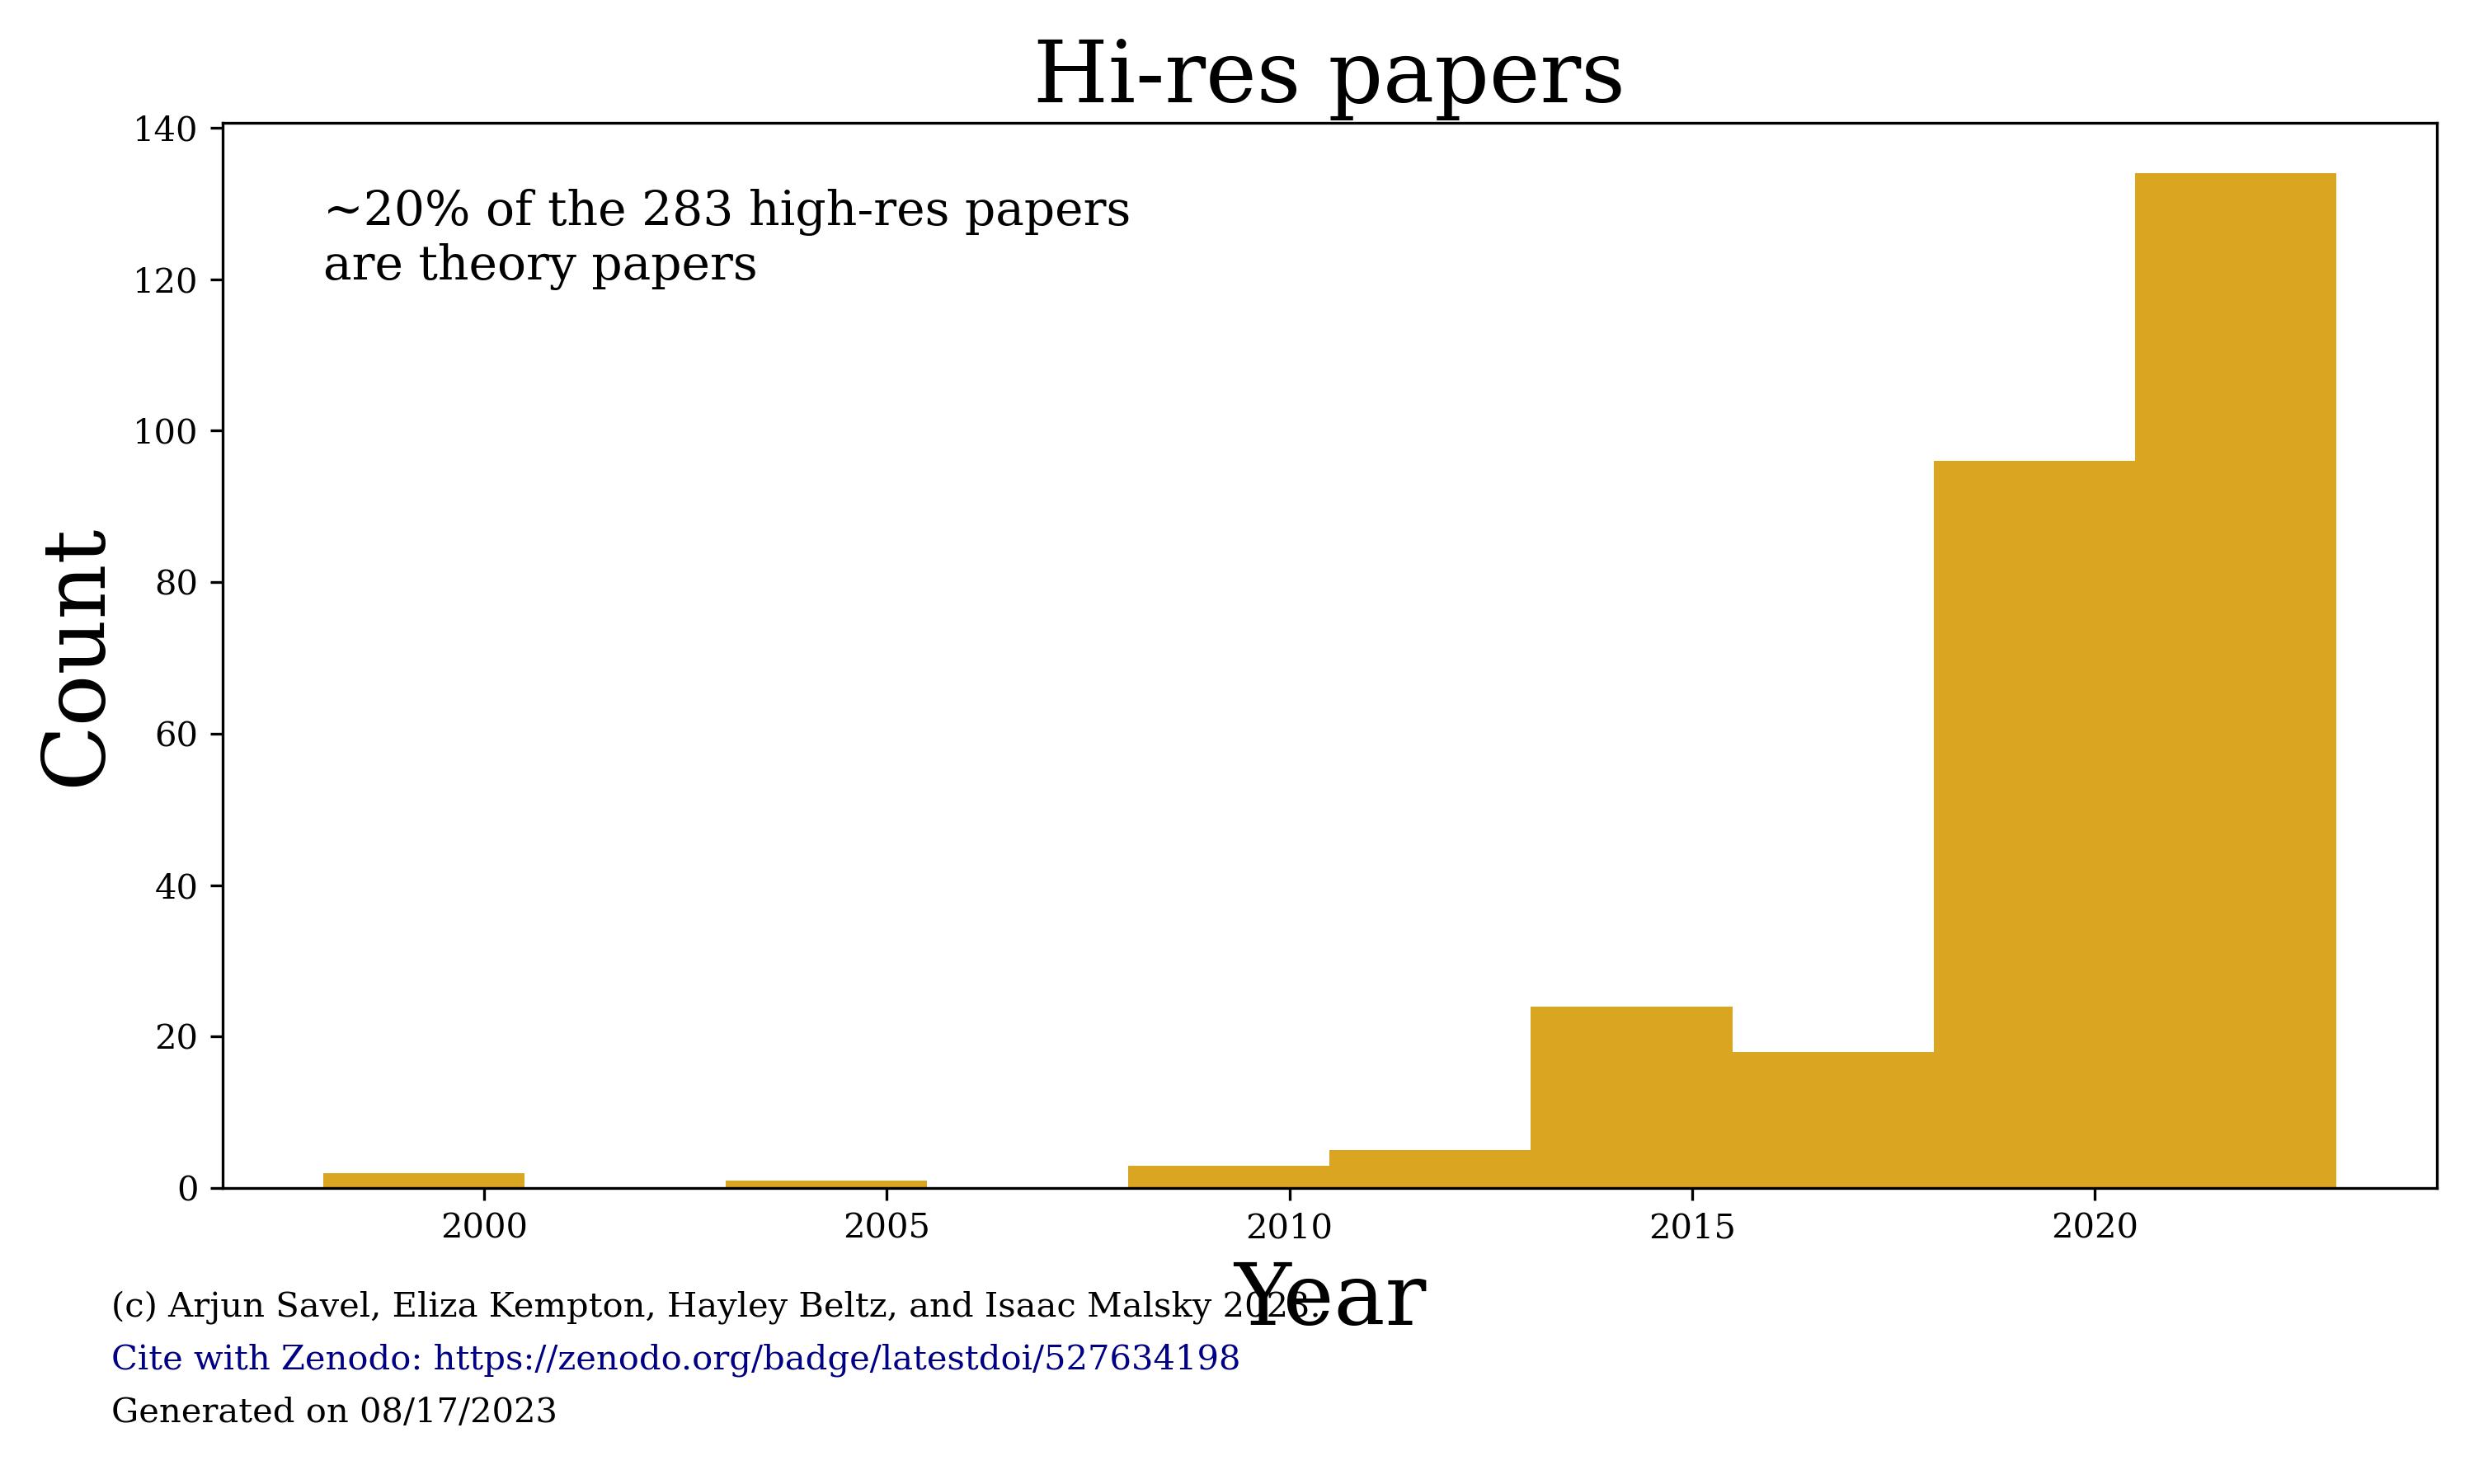 Hi-res papers
140
~20% of the 283 high-res papers
are theory papers
120
100
80
60
40
20
0
Count
2000 2005 2010 2015 2020
Year
(c) Arjun Savel, Eliza Kempton, Hayley Beltz, and Isaac Malsky 2023.
Cite with Zenodo: https://zenodo.org/badge/latestdoi/527634198
Generated on 08/17/2023